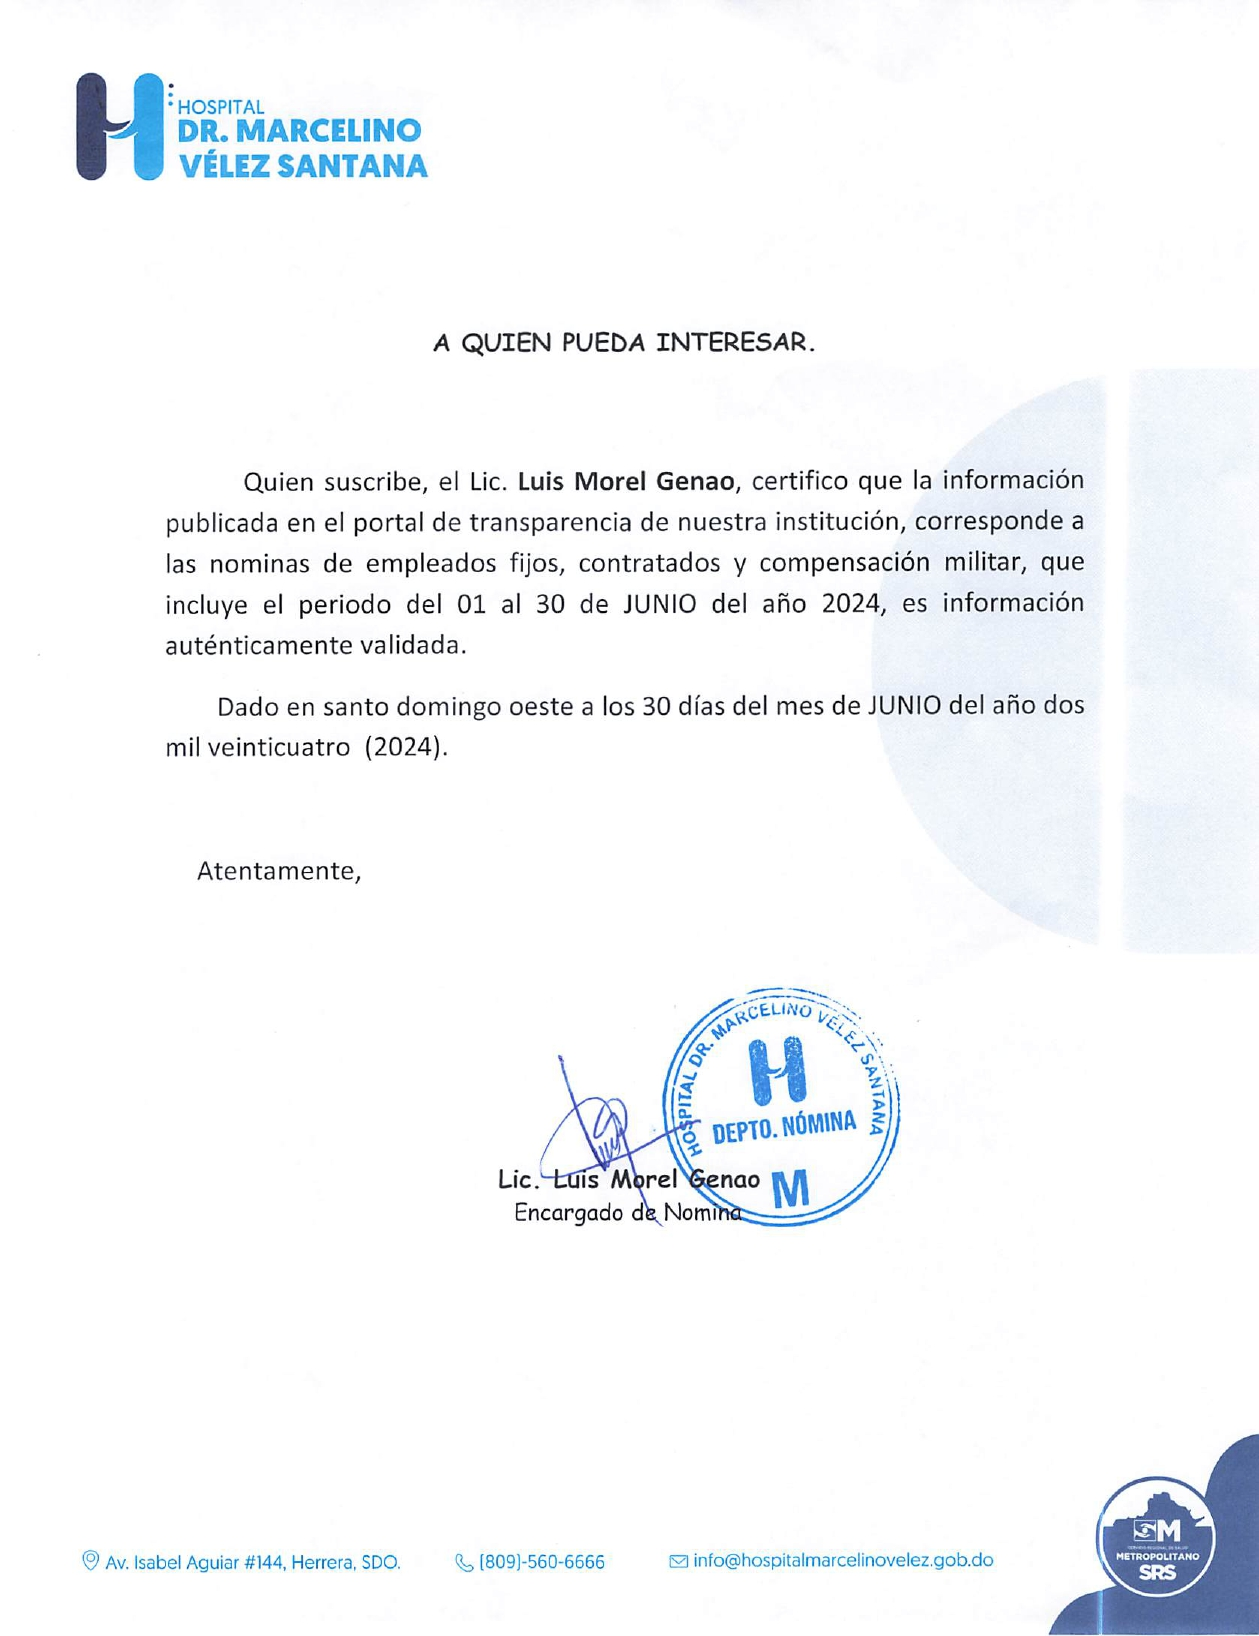 HOSPITAL
DR. MARCELINO
VÉLEZ SANTANA
A QUIEN PUEDA INTERESAR.
Quien suscribe, el Lic. Luis Morel Genao, certifico que la información
publicada en el portal de transparencia de nuestra institución, corresponde a
las nominas de empleados fijos, contratados y compensación militar, que
incluye el periodo del 01 al 30 de JUNIO del año 2024, es información
auténticamente validada.
Dado en santo domingo oeste a los 30 días del mes de JUNIO del año dos
mil veinticuatro (2024).
Atentamente,
HOSPITAL DR. MARCELINO VÉLEZ SANTANA
DEPTO. NÓMINA
M
Lic. Luis Morel Genao
Encargado de Nomina
Av. Isabel Aguiar #144, Herrera, SDO.
(809)-560-6666
info@hospitalmarcelinovelez.gob.do
M
SERVICIO REGIONAL DE SALUD
METROPOLITANO
SRS